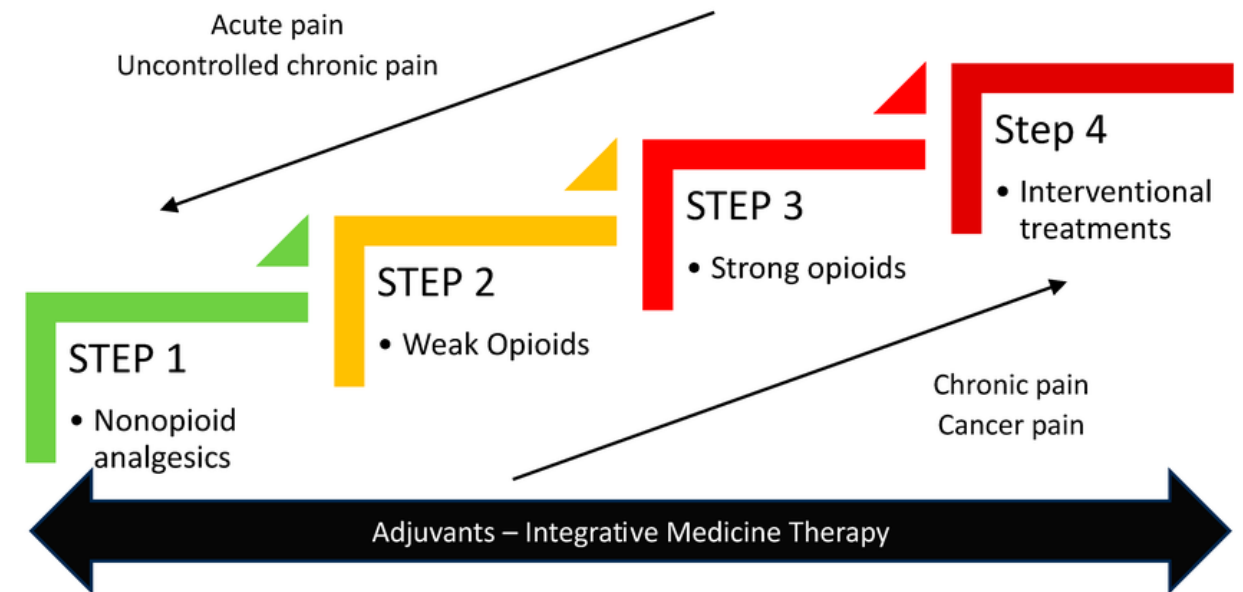 Acute pain
Uncontrolled chronic pain
STEP 1
• Nonopioid
analgesics
STEP 2
• Weak Opioids
STEP 3
• Strong opioids
Step 4
• Interventional
treatments
Chronic pain
Cancer pain
Adjuvants – Integrative Medicine Therapy